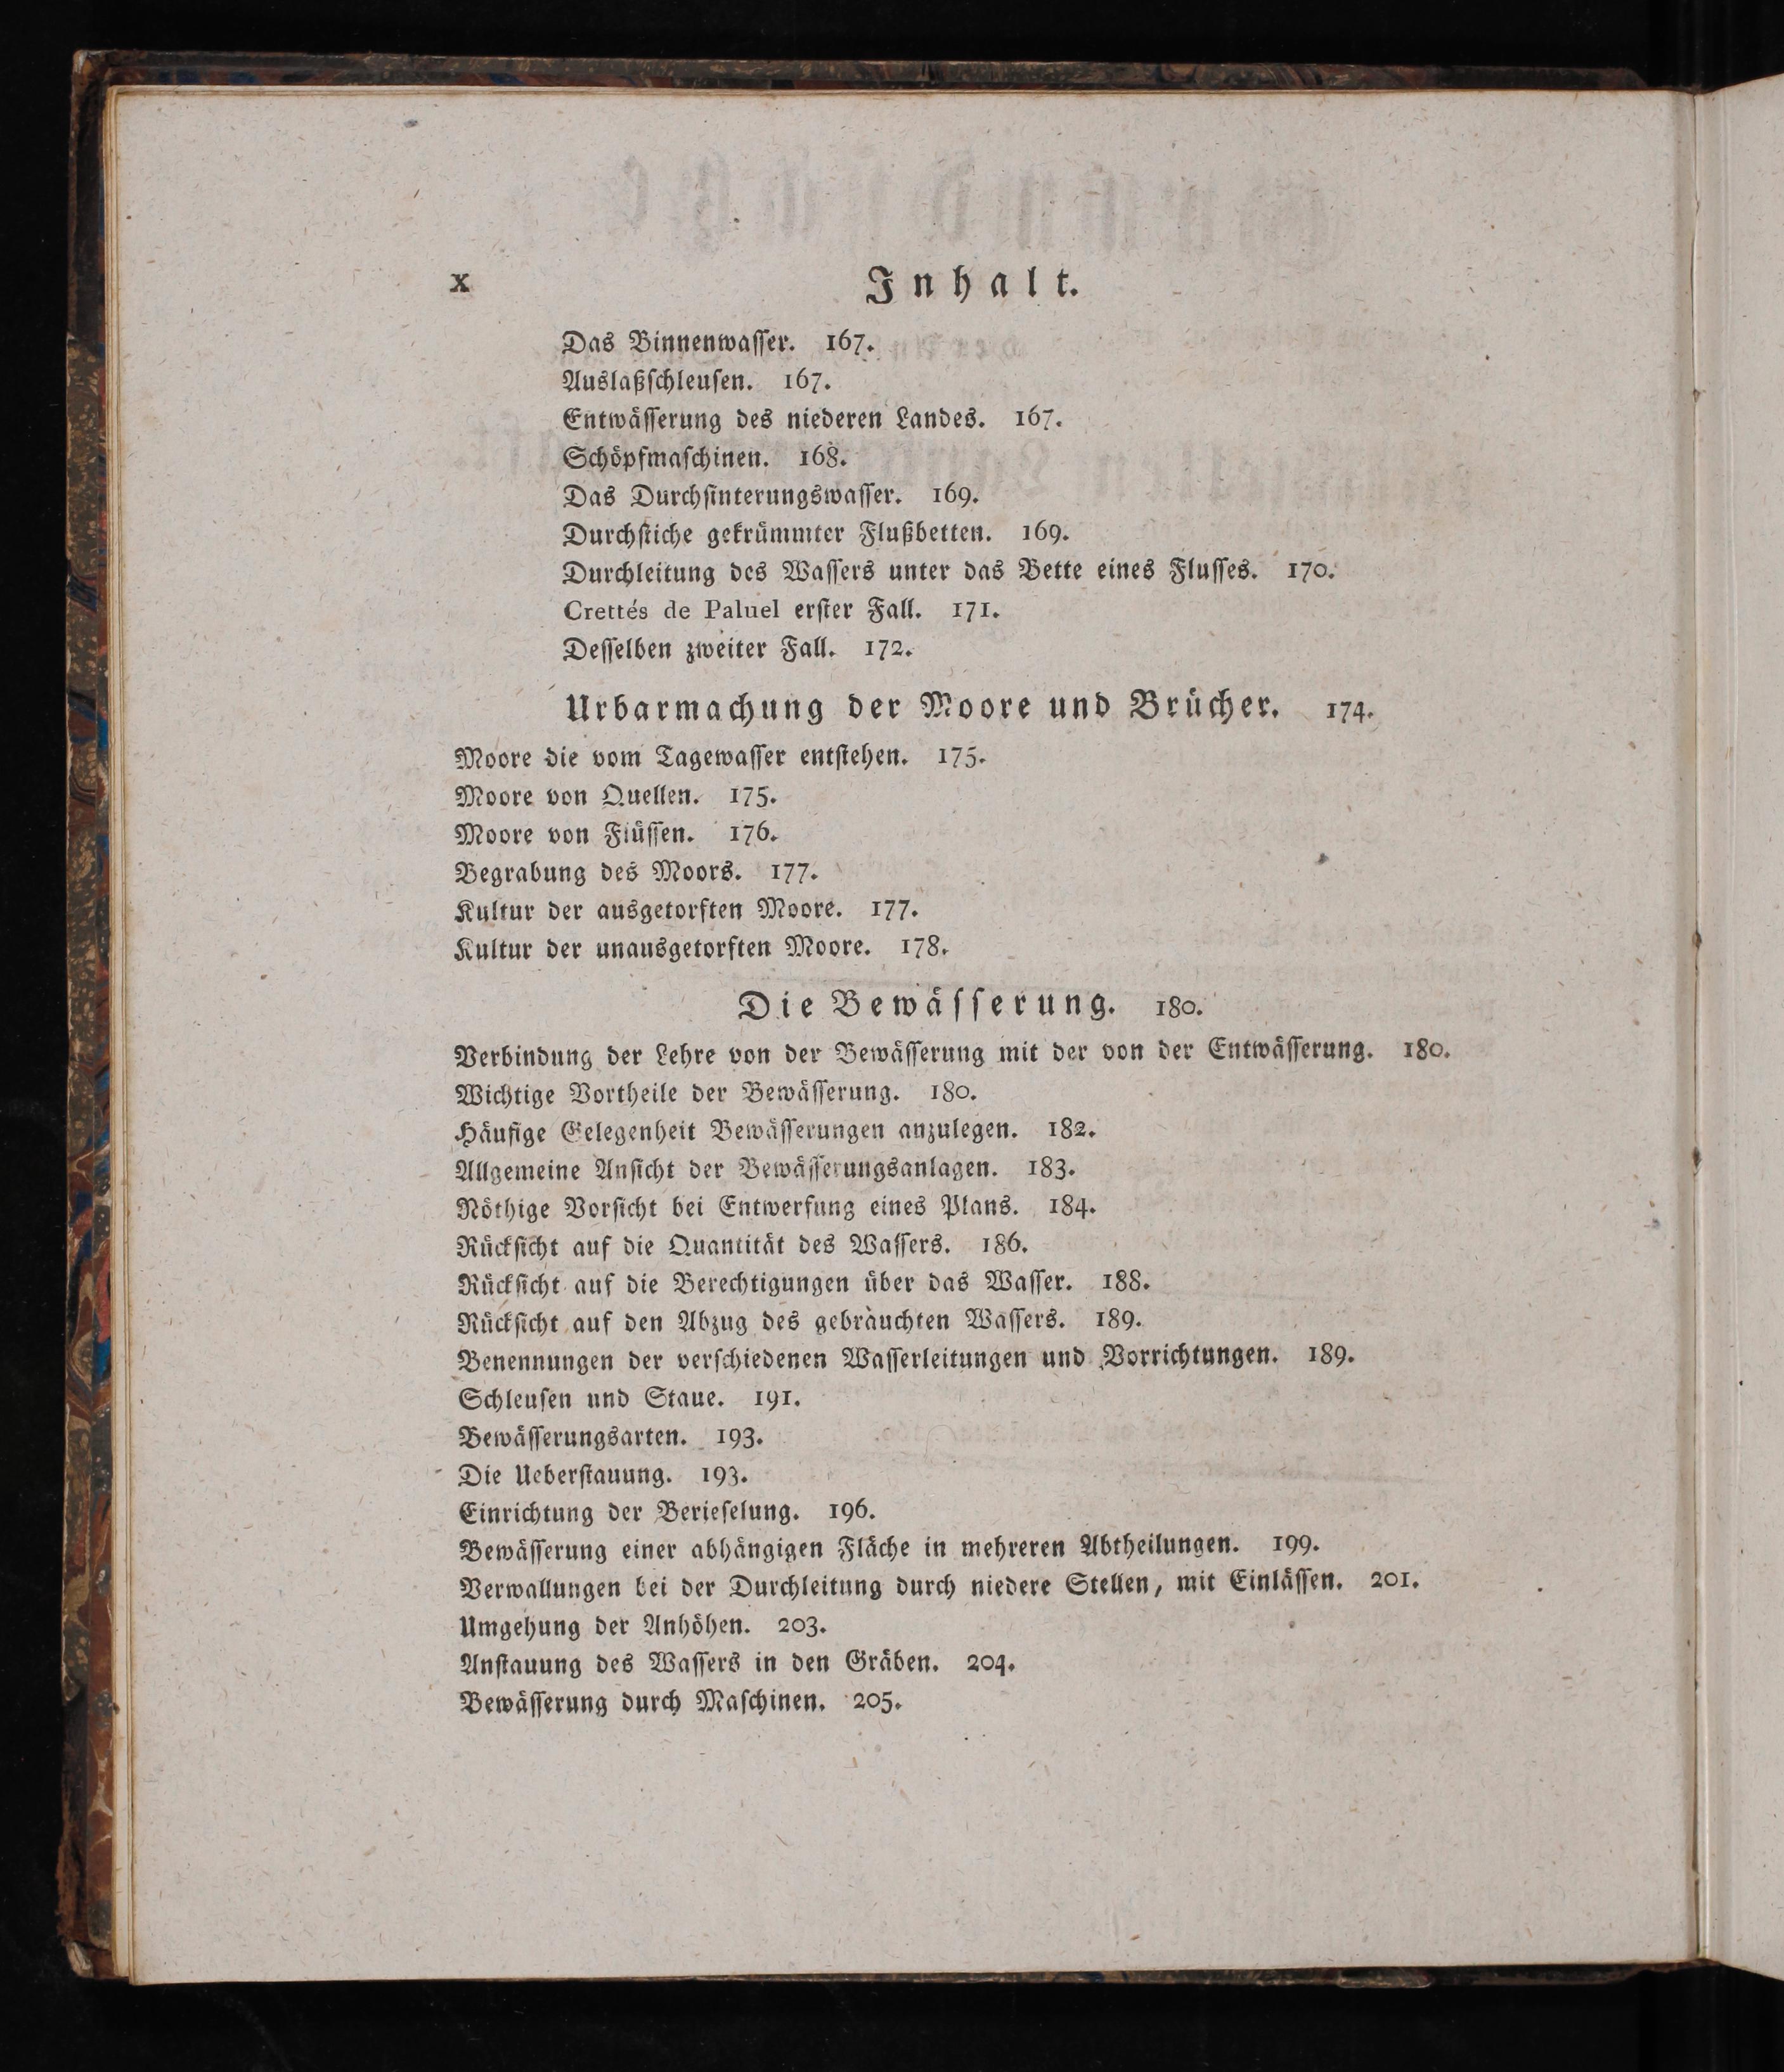 x
Inhalt.
Das Binnenwaſſer. 167.
Auslaßſchleuſen. 167.
Entwäſſerung des niederen Landes. 167.
Schöpfmaſchinen. 168.
Das Durchſinterungswaſſer. 169.
Durchſtiche gekrümmter Flußbetten. 169.
Durchleitung des Waſſers unter das Bette eines Fluſſes. 170.
Crettés de Paluel erſter Fall. 171.
Deſſelben zweiter Fall. 172.
Urbarmachung der Moore und Brücher. 174.
Moore die vom Tagewaſſer entſtehen. 175.
Moore von Quellen. 175.
Moore von Flüſſen. 176.
Begrabung des Moors. 177.
Kultur der ausgetorften Moore. 177.
Kultur der unausgetorften Moore. 178.
Die Bewäſſerung. 180.
Verbindung der Lehre von der Bewäſſerung mit der von der Entwäſſerung. 180.
Wichtige Vortheile der Bewäſſerung. 180.
Häufige Gelegenheit Bewäſſerungen anzulegen. 182.
Allgemeine Anſicht der Bewäſſerungsanlagen. 183.
Nöthige Vorſicht bei Entwerfung eines Plans. 184.
Rückſicht auf die Quantität des Waſſers. 186.
Rückſicht auf die Berechtigungen über das Waſſer. 188.
Rückſicht auf den Abzug des gebrauchten Waſſers. 189.
Benennungen der verſchiedenen Waſſerleitungen und Vorrichtungen. 189.
Schleuſen und Staue. 191.
Bewäſſerungsarten. 193.
Die Ueberſtauung. 193.
Einrichtung der Berieſelung. 196.
Bewäſſerung einer abhängigen Fläche in mehreren Abtheilungen. 199.
Verwallungen bei der Durchleitung durch niedere Stellen, mit Einläſſen. 201.
Umgehung der Anhöhen. 203.
Anſtauung des Waſſers in den Gräben. 204.
Bewäſſerung durch Maſchinen. 205.